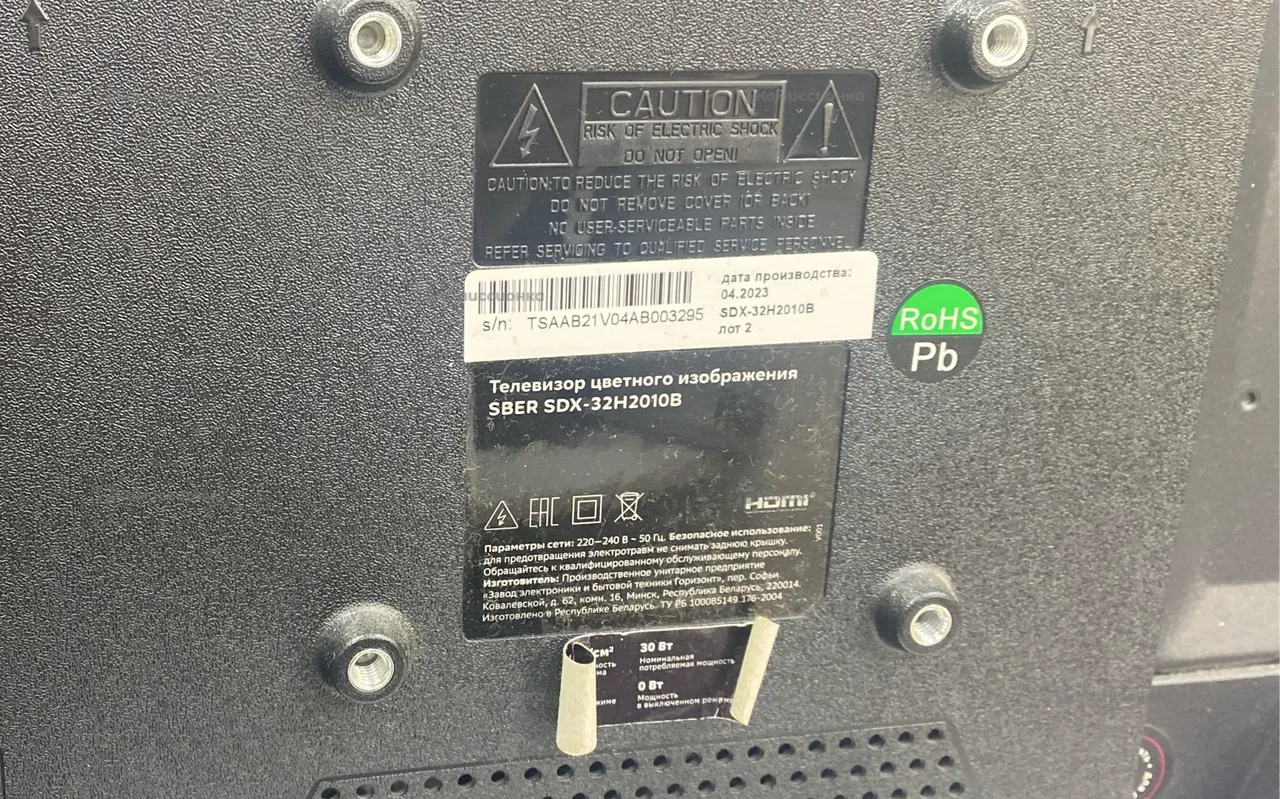 CAUTION
RISK OF ELECTRIC SHOCK
DO NOT OPEN!
CAUTION:TO REDUCE THE RISK OF ELECTRIC SHOCK
DO NOT REMOVE COVER (OR BACK)
NO USER-SERVICEABLE PARTS INSIDE
REFER SERVICING TO QUALIFIED SERVICE PERSONNEL
Комиссионка
s/n: TSAAB21V04AB003295
дата производства:
04.2023
SDX-32H2010B
лот 2
RoHS
Pb
Телевизор цветного изображения
SBER SDX-32H2010B
EAC
HDMI
V001
Параметры сети: 220—240 В ~ 50 Гц. Безопасное использование:
для предотвращения электротравм не снимать заднюю крышку.
Обращайтесь к квалифицированному обслуживающему персоналу.
Изготовитель: Производственное унитарное предприятие
«Завод электроники и бытовой техники Горизонт», пер. Софьи
Ковалевской, д. 62, комн. 16, Минск, Республика Беларусь, 220014.
Изготовлено в Республике Беларусь. ТУ РБ 100085149.176-2004
/см²
30 Вт
Номинальная
потребляемая мощность
0 Вт
Мощность
в выключенном режиме